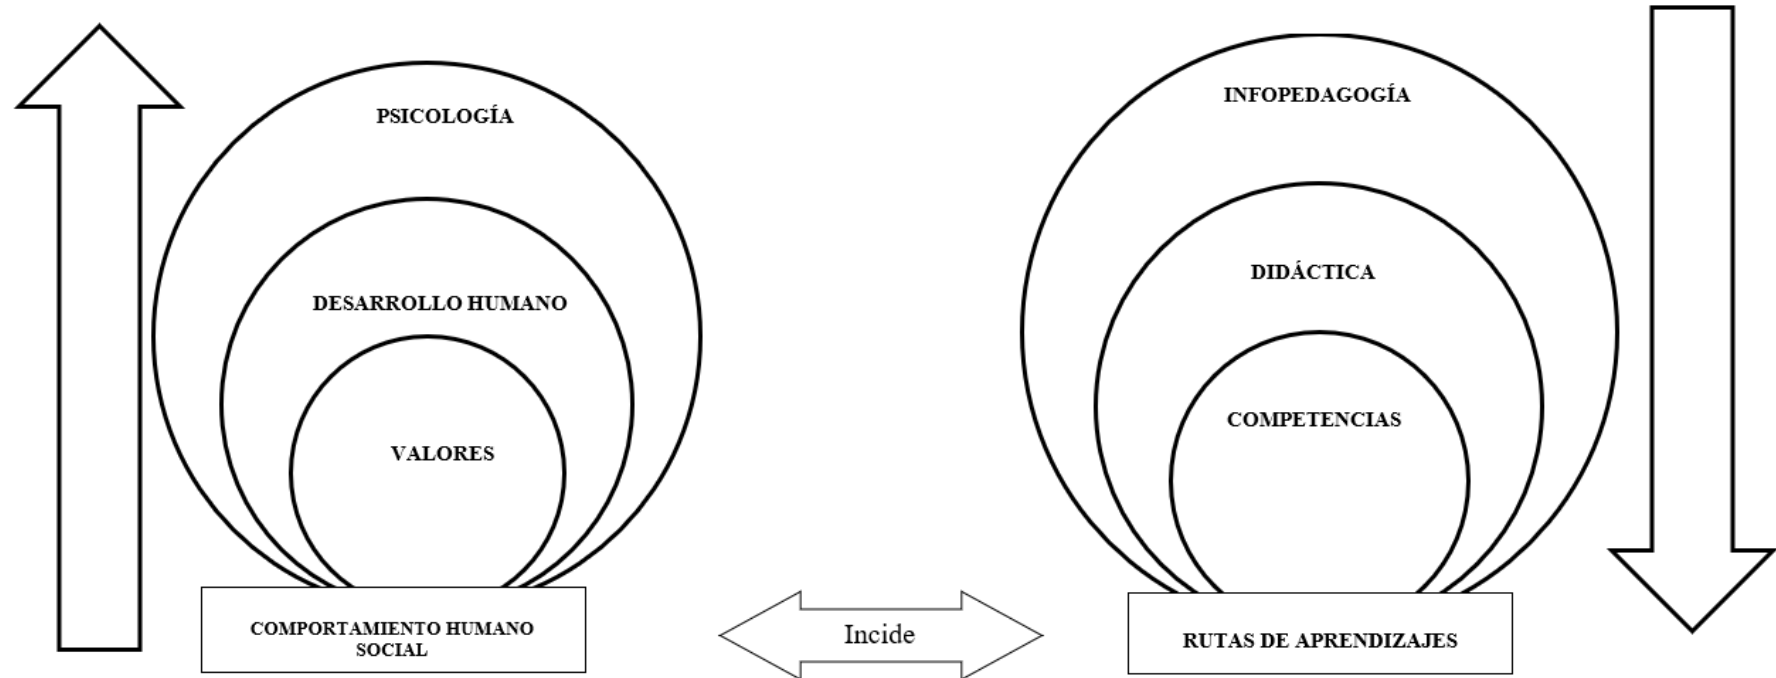 PSICOLOGÍA
DESARROLLO HUMANO
VALORES
COMPORTAMIENTO HUMANO
SOCIAL
Incide
INFOPEDAGOGÍA
DIDÁCTICA
COMPETENCIAS
RUTAS DE APRENDIZAJES